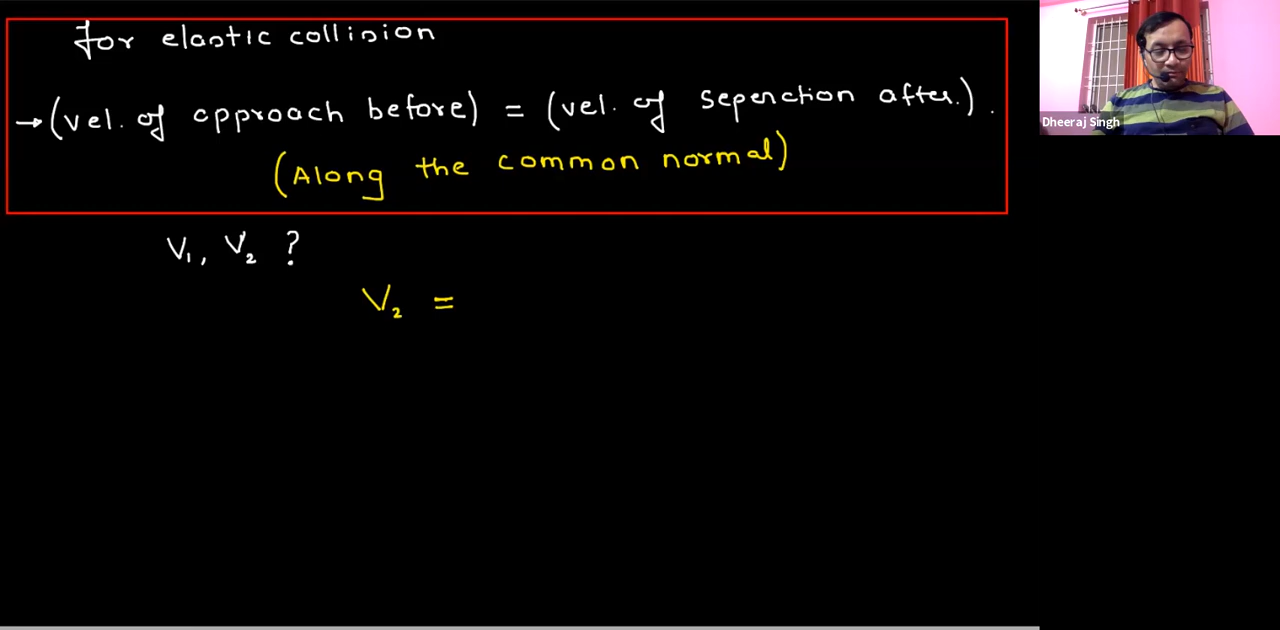 for elastic collision
→ (vel. of approach before) = (vel. of seperation after.).
(Along the common normal)
V₁, V₂ ?
V₂ =
Dheeraj Singh